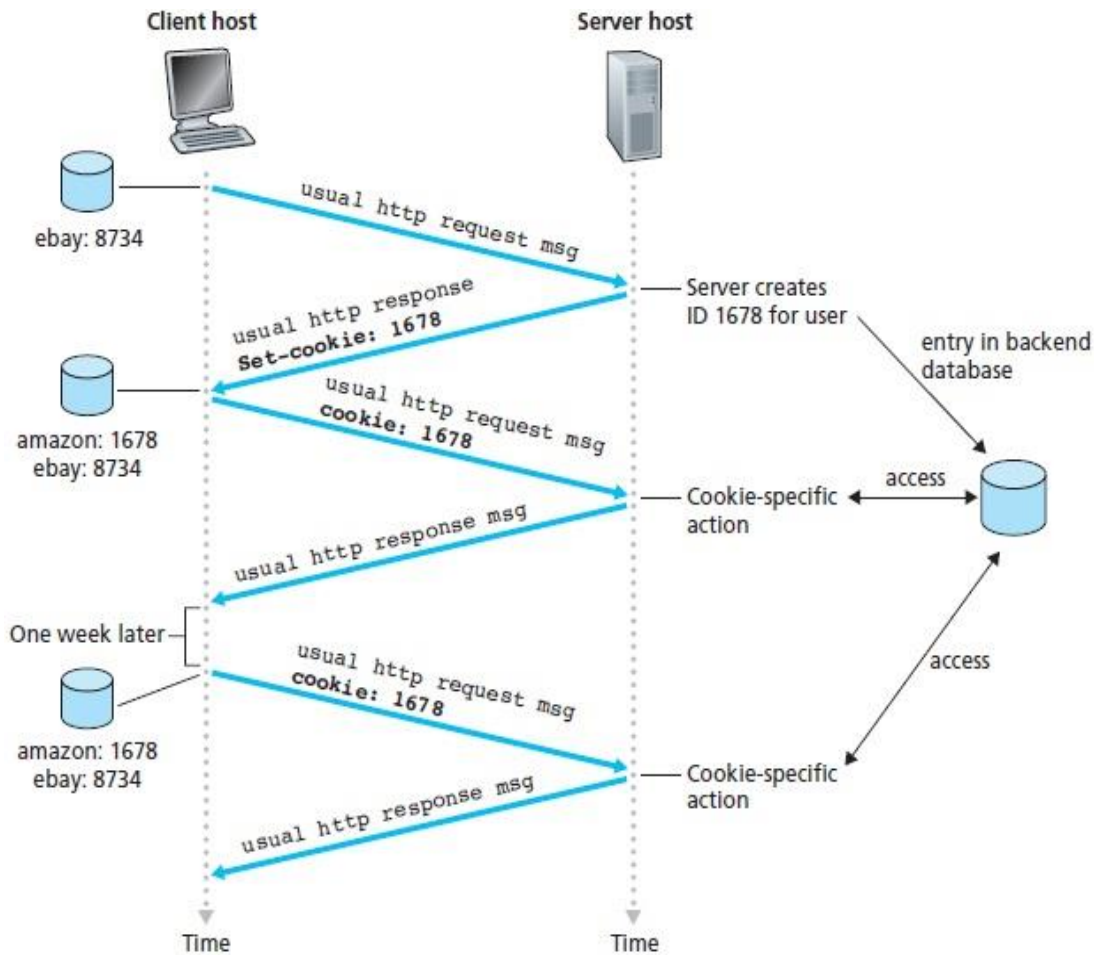 Client host
Server host
usual http request msg
ebay: 8734
Server creates
ID 1678 for user
usual http response
Set-cookie: 1678
entry in backend
database
usual http request msg
cookie: 1678
amazon: 1678
ebay: 8734
access
Cookie-specific
action
usual http response msg
One week later
access
usual http request msg
cookie: 1678
amazon: 1678
ebay: 8734
Cookie-specific
action
usual http response msg
Time
Time